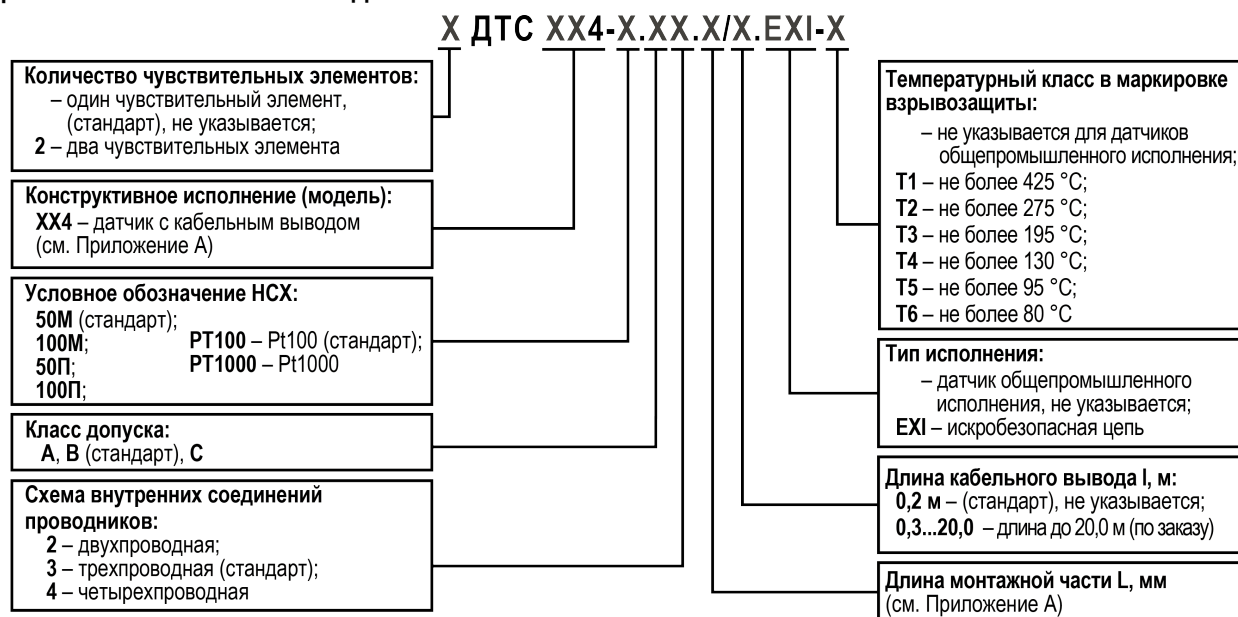 Х ДТС ХХ4-Х.ХХ.Х/Х.EXI-Х
Количество чувствительных элементов:
– один чувствительный элемент,
(стандарт), не указывается;
2 – два чувствительных элемента
Конструктивное исполнение (модель):
ХХ4 – датчик с кабельным выводом
(см. Приложение А)
Условное обозначение НСХ:
50М (стандарт);
100М; РТ100 – Pt100 (стандарт);
50П; РТ1000 – Pt1000
100П;
Класс допуска:
А, В (стандарт), С
Схема внутренних соединений
проводников:
2 – двухпроводная;
3 – трехпроводная (стандарт);
4 – четырехпроводная
Температурный класс в маркировке
взрывозащиты:
– не указывается для датчиков
общепромышленного исполнения;
Т1 – не более 425 °С;
Т2 – не более 275 °С;
Т3 – не более 195 °С;
Т4 – не более 130 °С;
Т5 – не более 95 °С;
Т6 – не более 80 °С
Тип исполнения:
– датчик общепромышленного
исполнения, не указывается;
EXI – искробезопасная цепь
Длина кабельного вывода l, м:
0,2 м – (стандарт), не указывается;
0,3...20,0 – длина до 20,0 м (по заказу)
Длина монтажной части L, мм
(см. Приложение А)